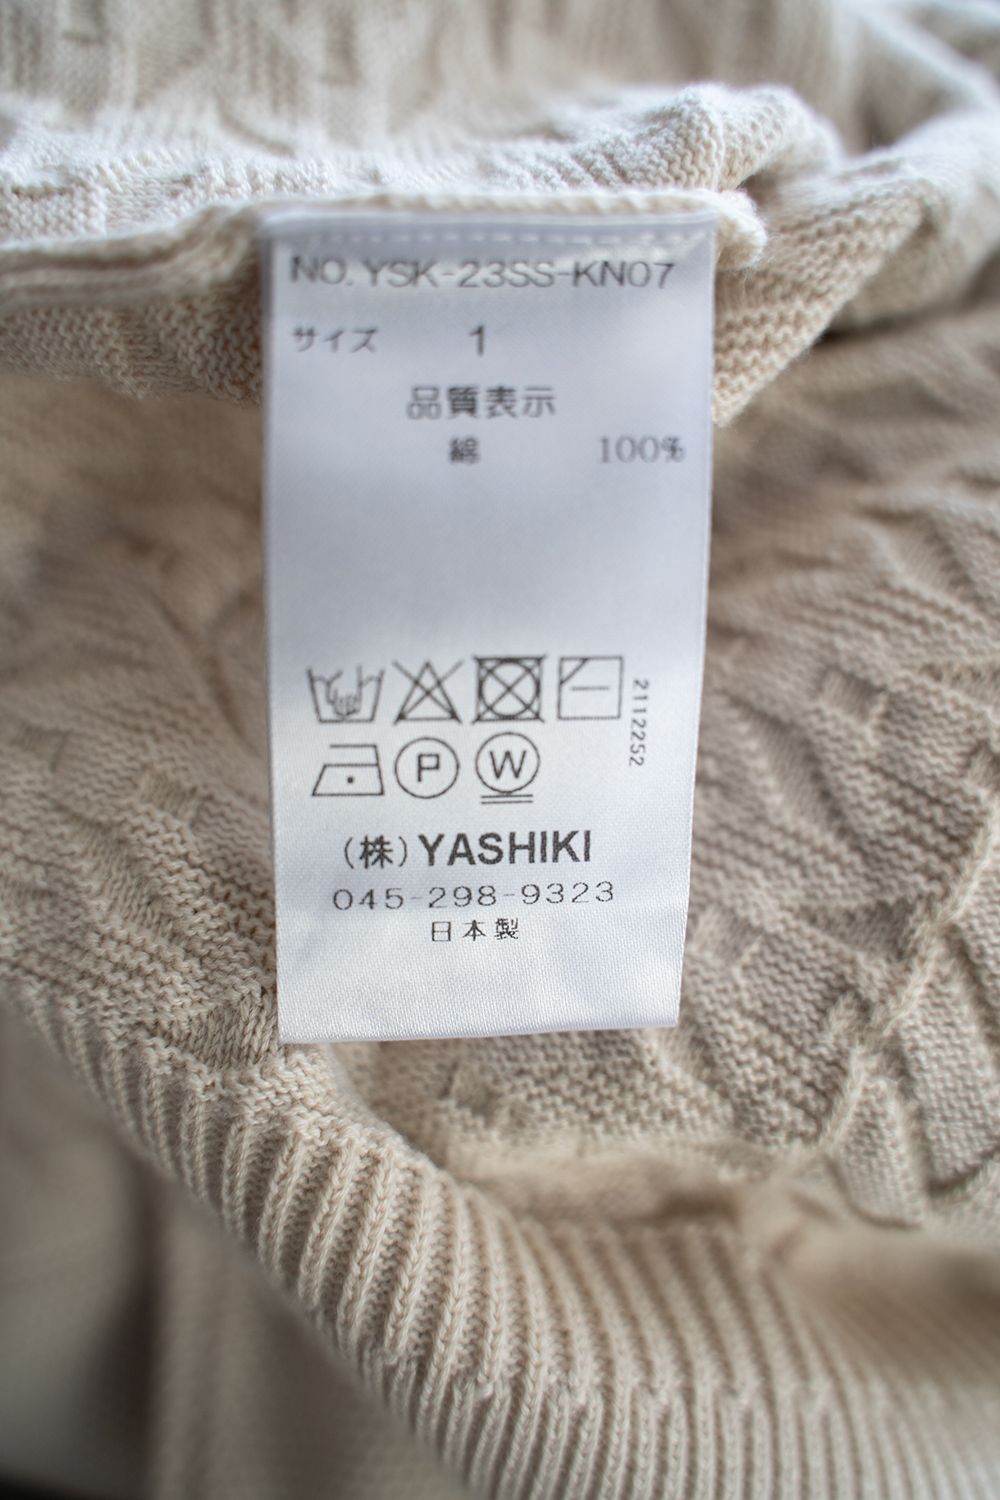 NO. YSK-23SS-KN07
サイズ 1
品質表示
綿 100%
2112252
P W
(株)YASHIKI
045-298-9323
日本製